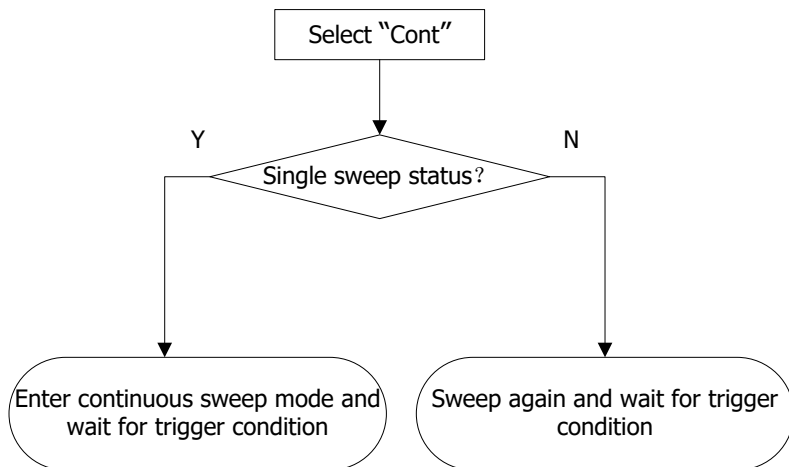 Select “Cont”
Y
N
Single sweep status？
Enter continuous sweep mode and
wait for trigger condition
Sweep again and wait for trigger
condition